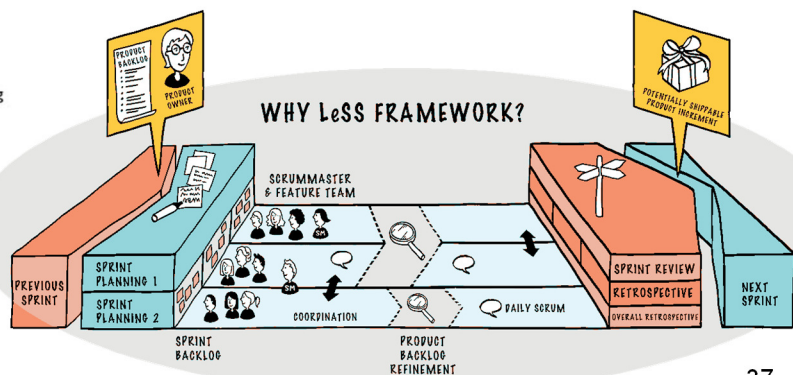 PRODUCT
BACKLOG
PRODUCT
OWNER
WHY LeSS FRAMEWORK?
POTENTIALLY SHIPPABLE
PRODUCT INCREMENT
SCRUMMASTER
& FEATURE TEAM
SM
PREVIOUS
SPRINT
SPRINT
PLANNING 1
SPRINT
PLANNING 2
SM
COORDINATION
DAILY SCRUM
SPRINT REVIEW
RETROSPECTIVE
OVERALL RETROSPECTIVE
NEXT
SPRINT
SPRINT
BACKLOG
PRODUCT
BACKLOG
REFINEMENT